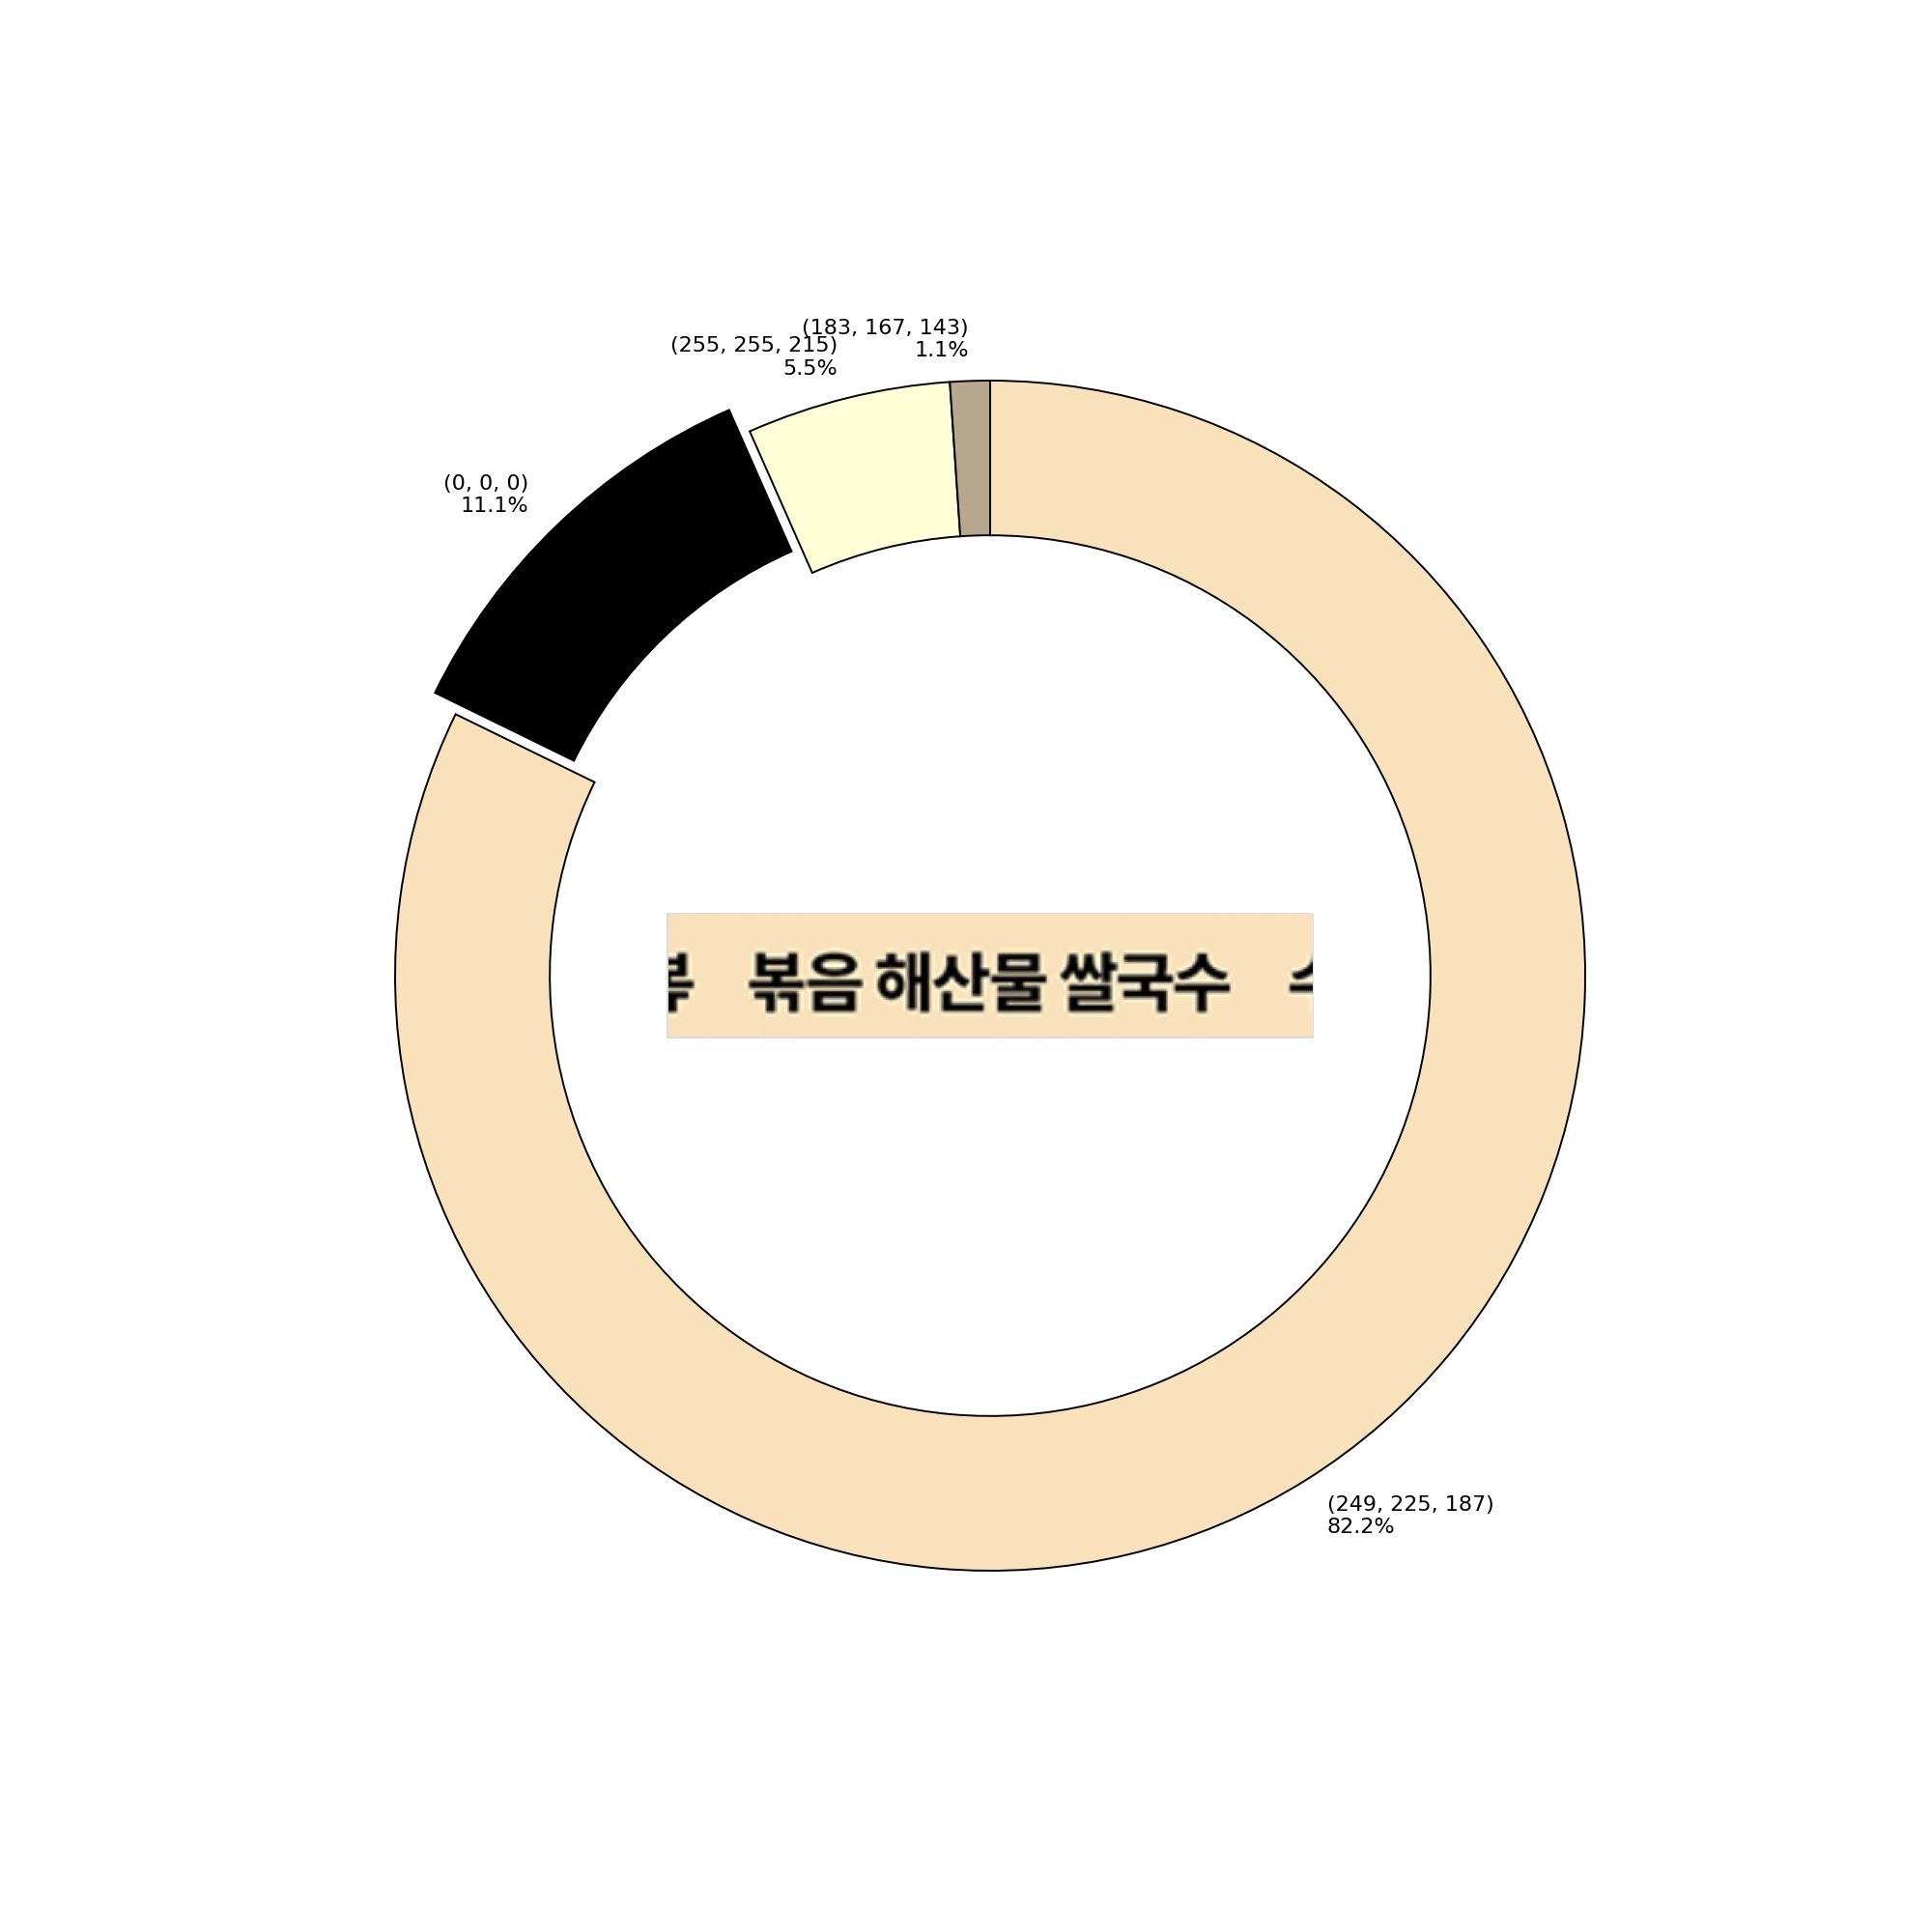 (183, 167, 143)
1.1%
(255, 255, 215)
5.5%
(0, 0, 0)
11.1%
볶음 해산물 쌀국수
(249, 225, 187)
82.2%